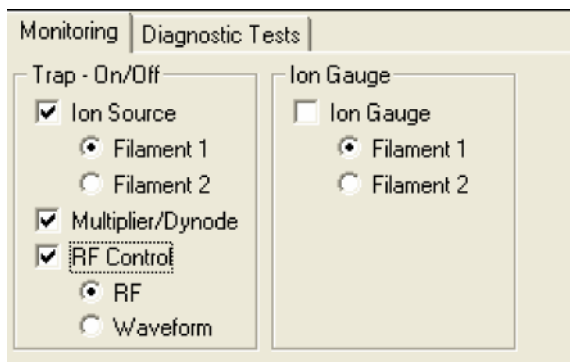 Monitoring
Diagnostic Tests
Trap - On/Off
Ion Source
Filament 1
Filament 2
Multiplier/Dynode
RF Control
RF
Waveform
Ion Gauge
Ion Gauge
Filament 1
Filament 2